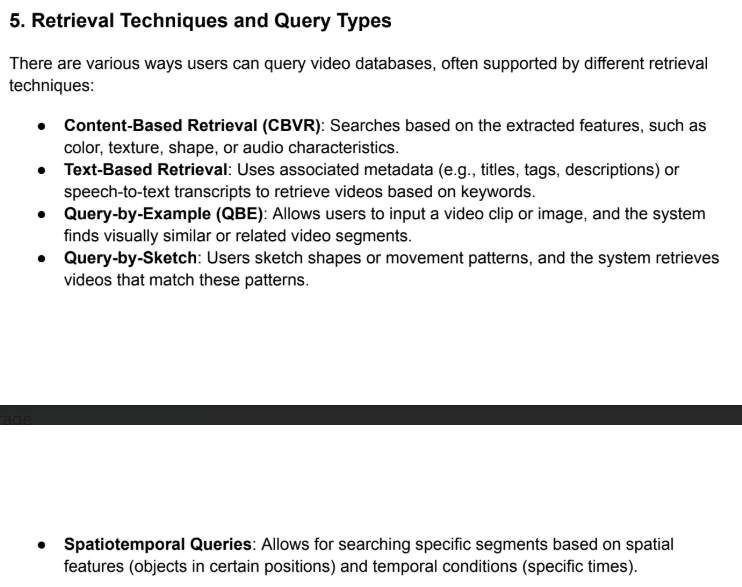 5. Retrieval Techniques and Query Types
There are various ways users can query video databases, often supported by different retrieval
techniques:
● Content-Based Retrieval (CBVR): Searches based on the extracted features, such as
color, texture, shape, or audio characteristics.
● Text-Based Retrieval: Uses associated metadata (e.g., titles, tags, descriptions) or
speech-to-text transcripts to retrieve videos based on keywords.
● Query-by-Example (QBE): Allows users to input a video clip or image, and the system
finds visually similar or related video segments.
● Query-by-Sketch: Users sketch shapes or movement patterns, and the system retrieves
videos that match these patterns.
● Spatiotemporal Queries: Allows for searching specific segments based on spatial
features (objects in certain positions) and temporal conditions (specific times).